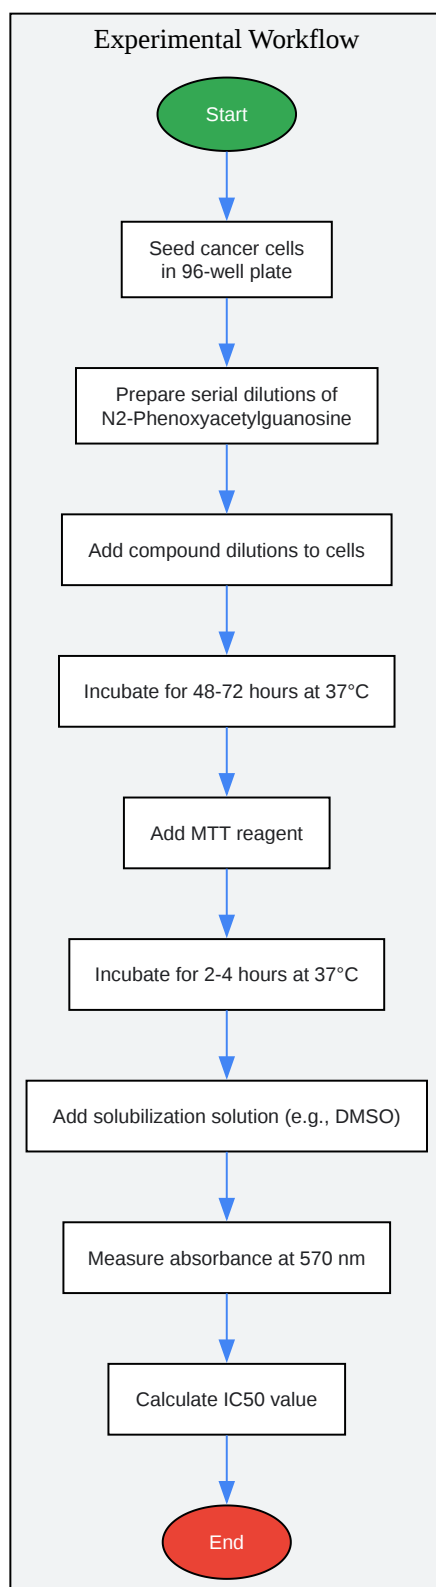 Experimental Workflow
Start
Seed cancer cells
in 96-well plate
Prepare serial dilutions of
N2-Phenoxyacetylguanosine
Add compound dilutions to cells
Incubate for 48-72 hours at 37°C
Add MTT reagent
Incubate for 2-4 hours at 37°C
Add solubilization solution (e.g., DMSO)
Measure absorbance at 570 nm
Calculate IC50 value
End